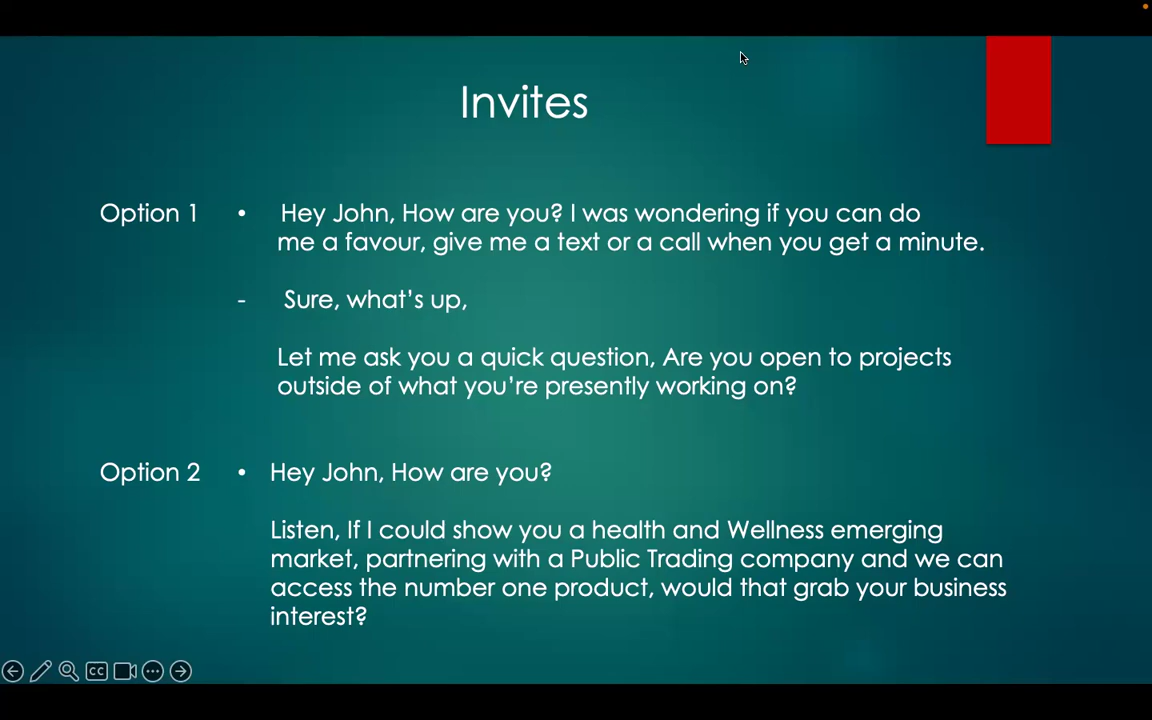 Invites
Option 1 • Hey John, How are you? I was wondering if you can do
me a favour, give me a text or a call when you get a minute.
- Sure, what's up,
Let me ask you a quick question, Are you open to projects
outside of what you're presently working on?
Option 2 • Hey John, How are you?
Listen, If I could show you a health and Wellness emerging
market, partnering with a Public Trading company and we can
access the number one product, would that grab your business
interest?
CC